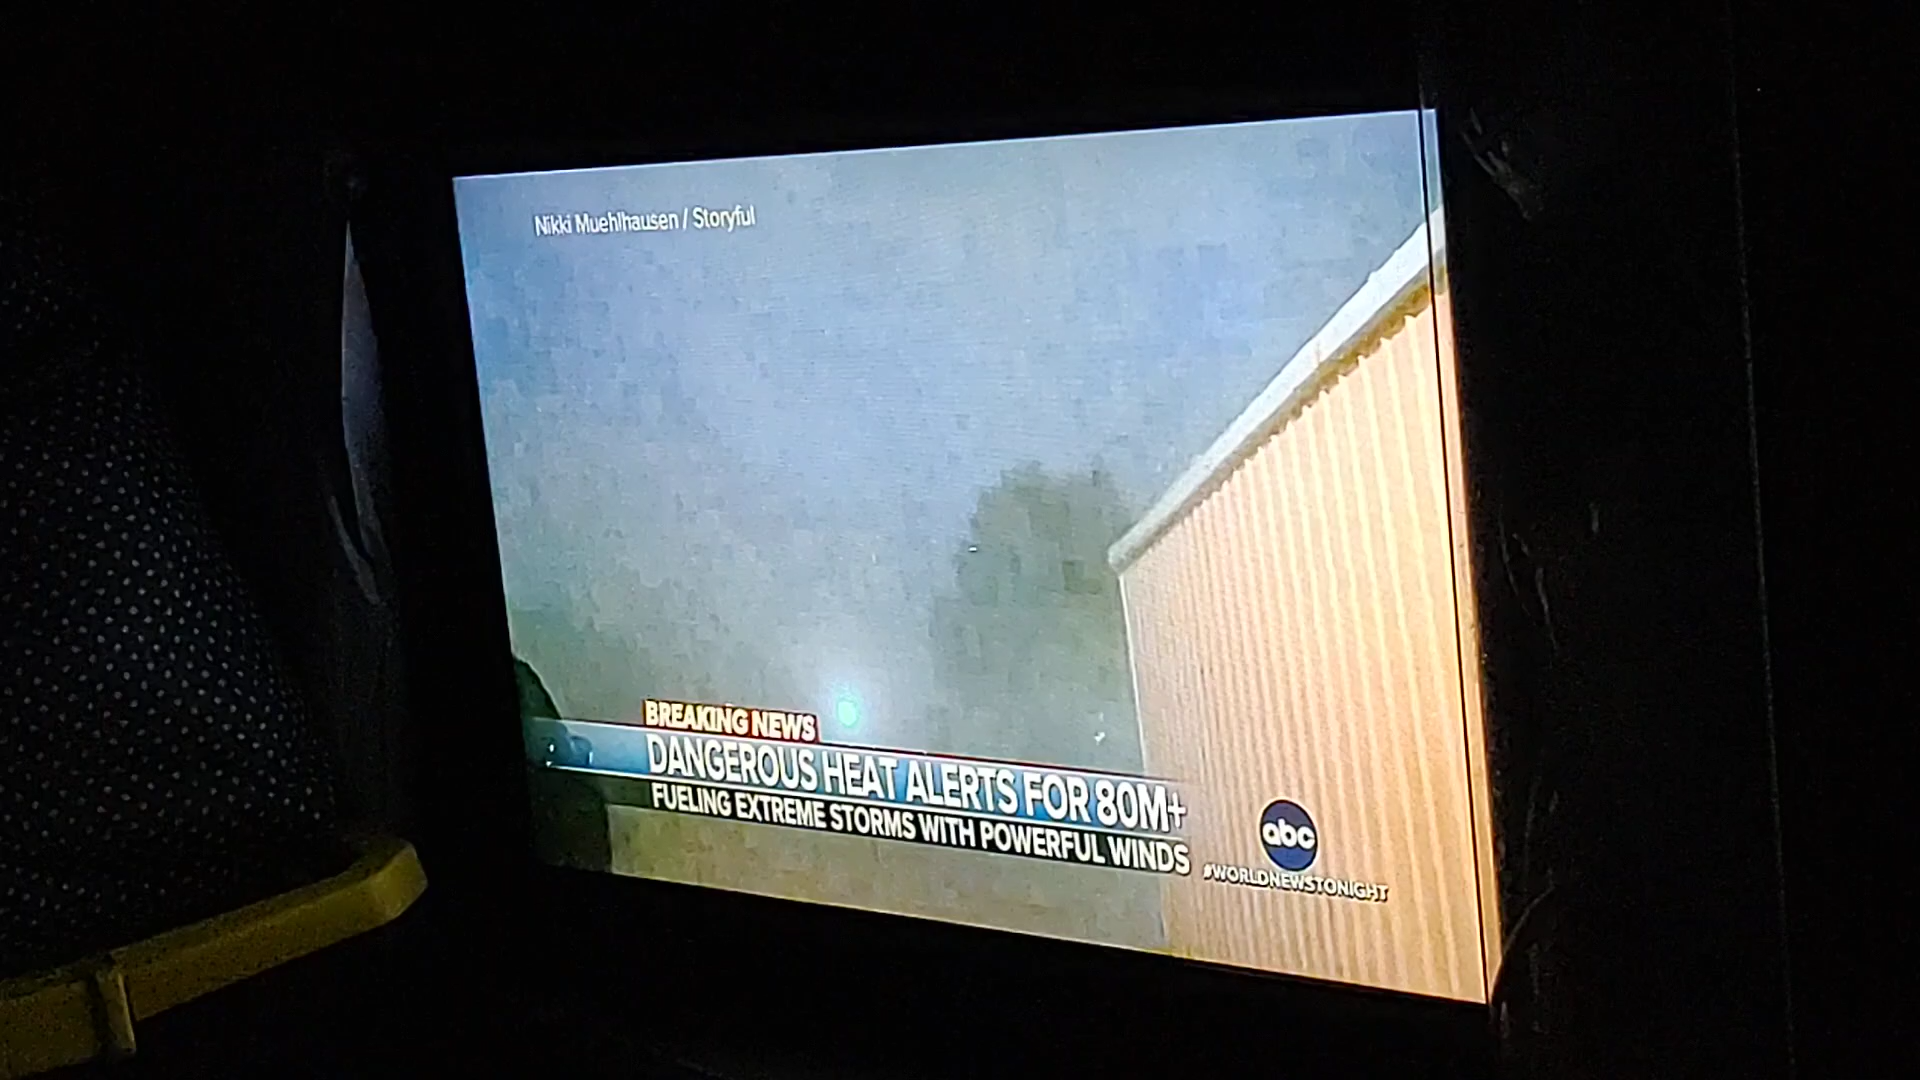 Nikki Muehlhausen / Storyful
BREAKING NEWS
DANGEROUS HEAT ALERTS FOR 80M+
FUELING EXTREME STORMS WITH POWERFUL WINDS
abc
#WORLDNEWSTONIGHT